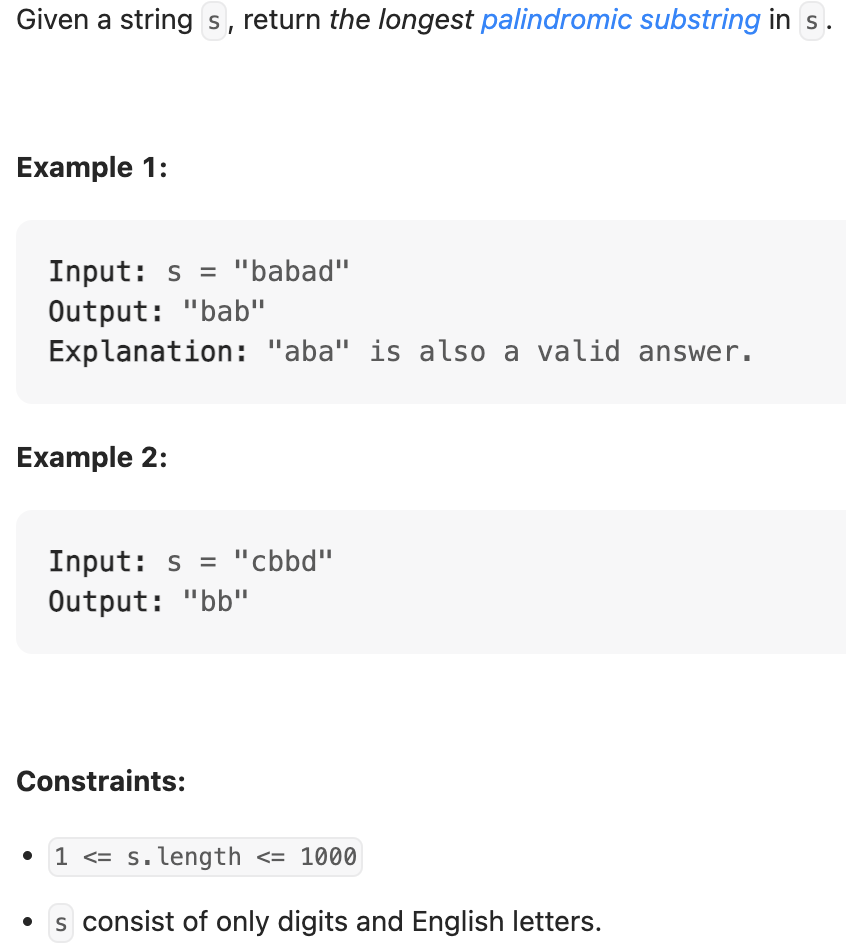 Given a string s, return the longest palindromic substring in s.
Example 1:
Input: s = "babad"
Output: "bab"
Explanation: "aba" is also a valid answer.
Example 2:
Input: s = "cbbd"
Output: "bb"
Constraints:
• 1 <= s.length <= 1000
• s consist of only digits and English letters.